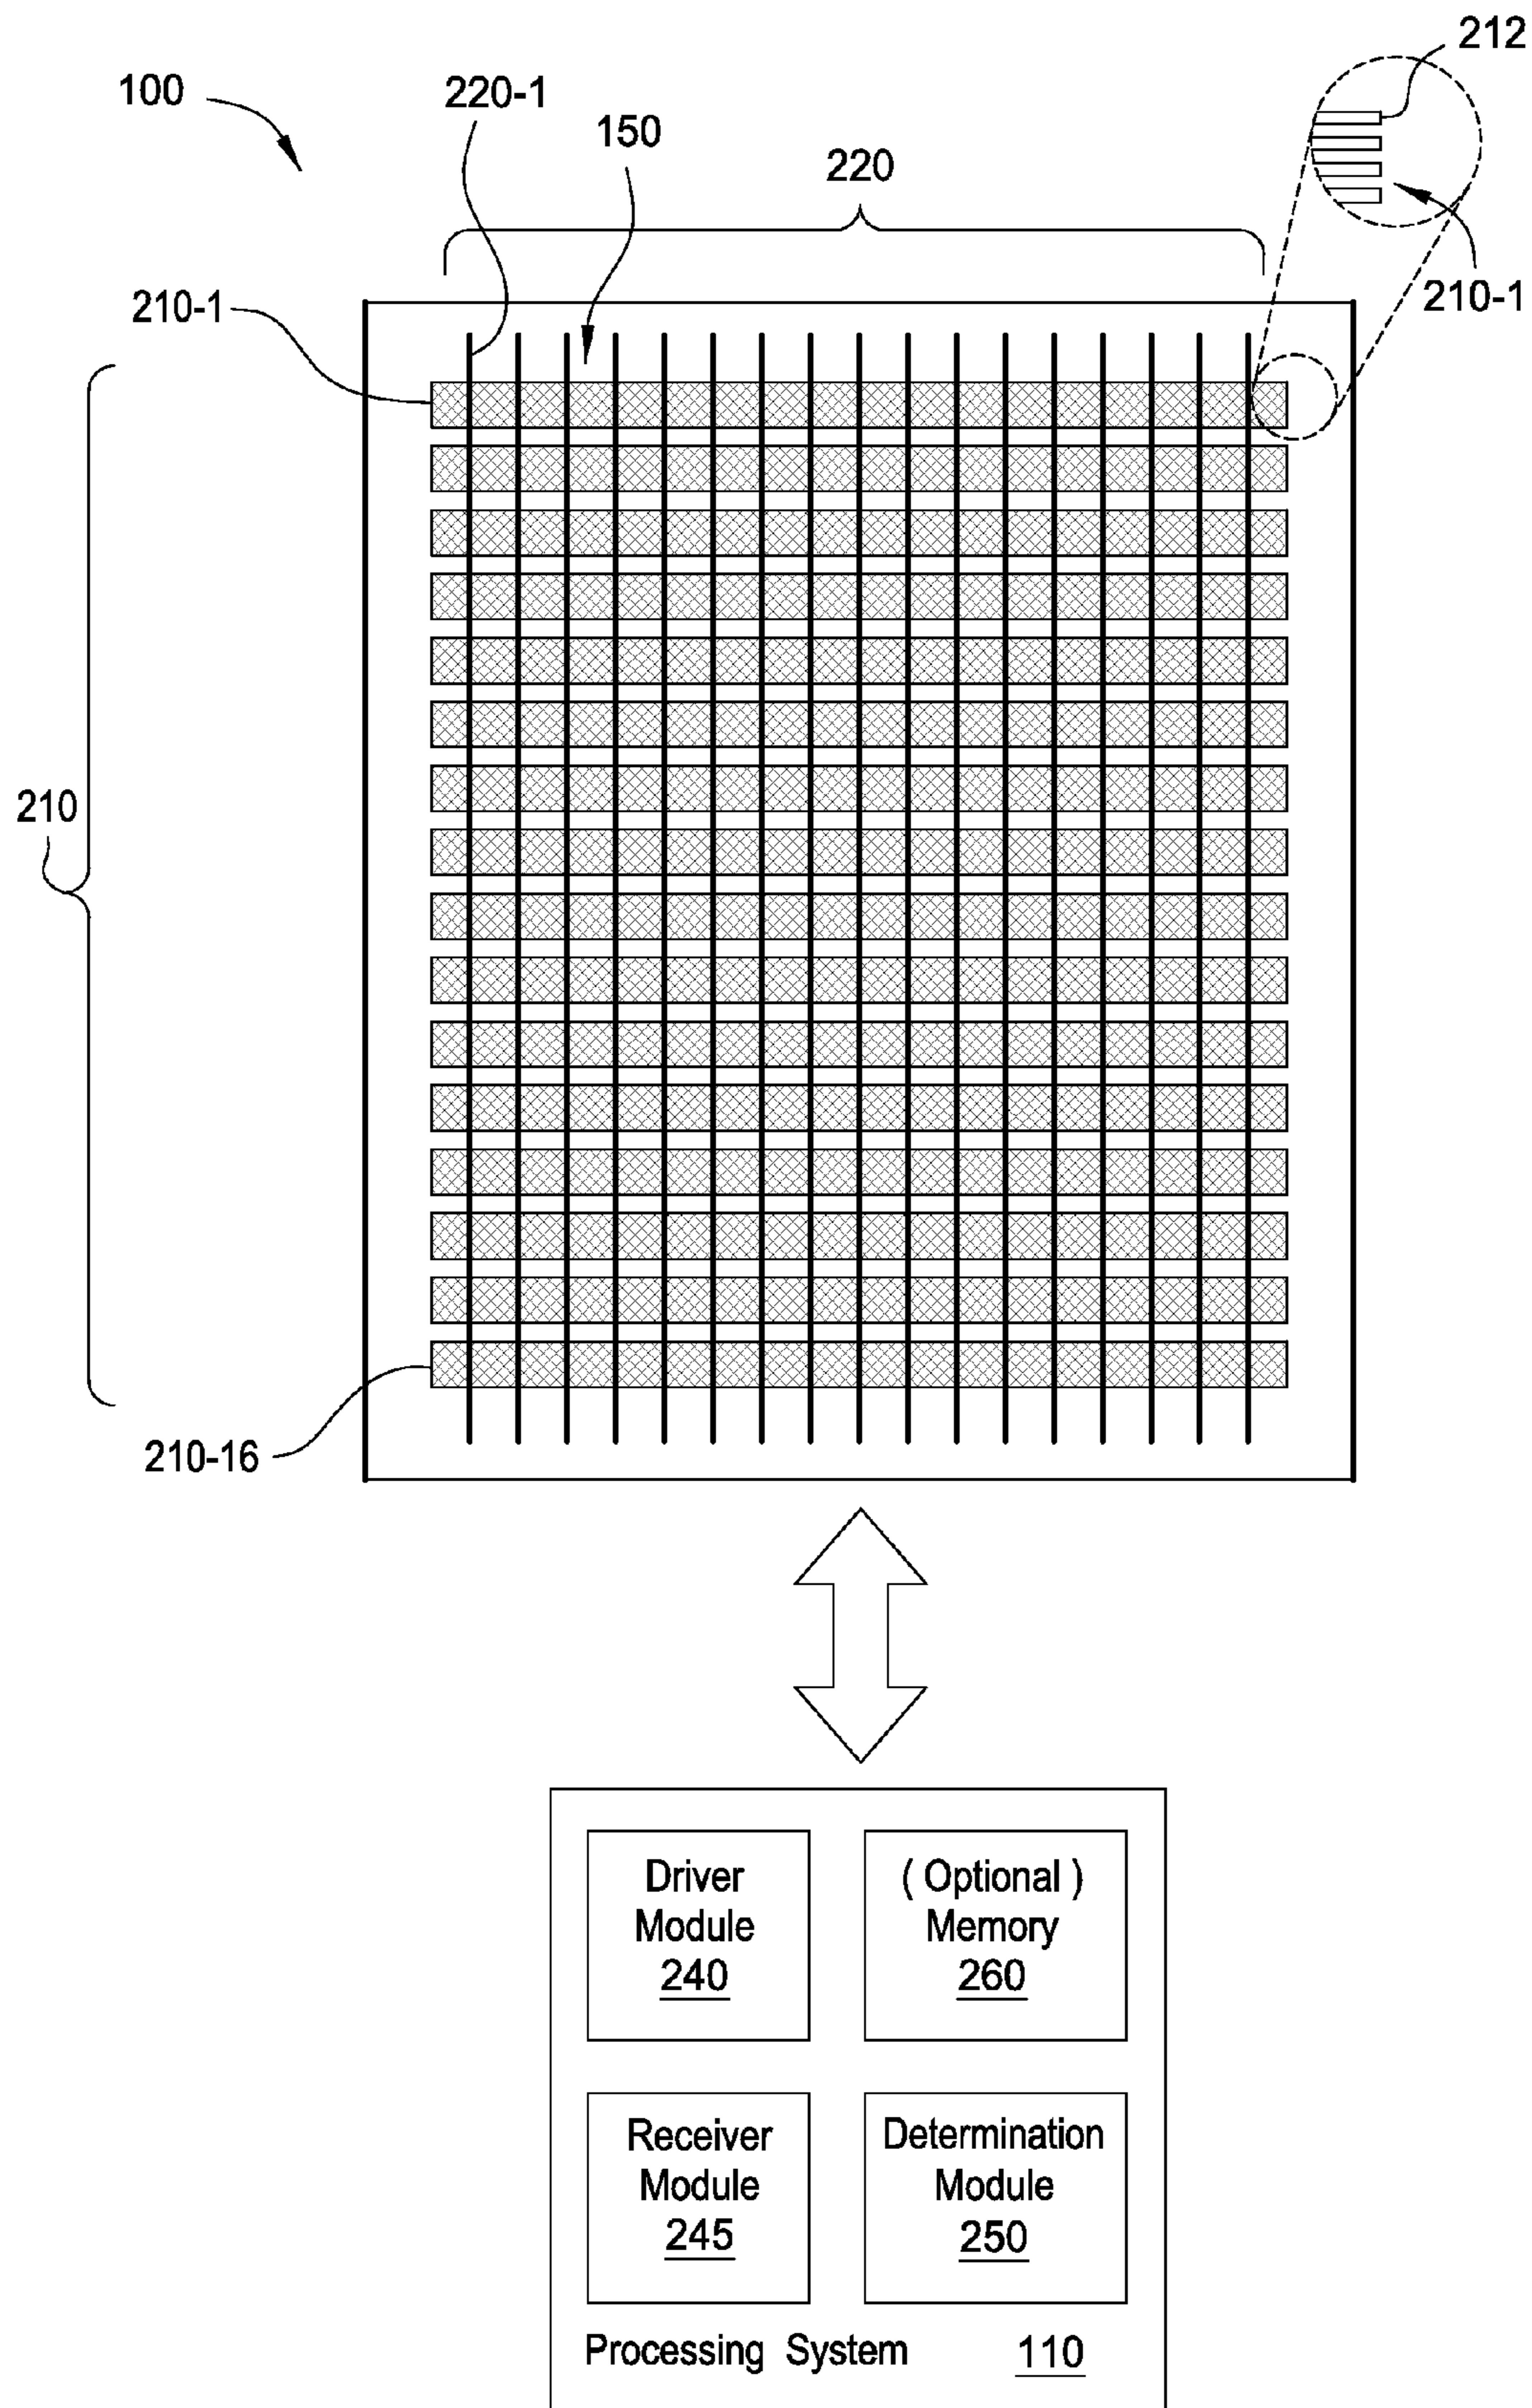 212
100
220-1
150
220
210-1
210-1
210
210-16
Driver
Module
240
( Optional )
Memory
260
Receiver
Module
245
Determination
Module
250
Processing System 110